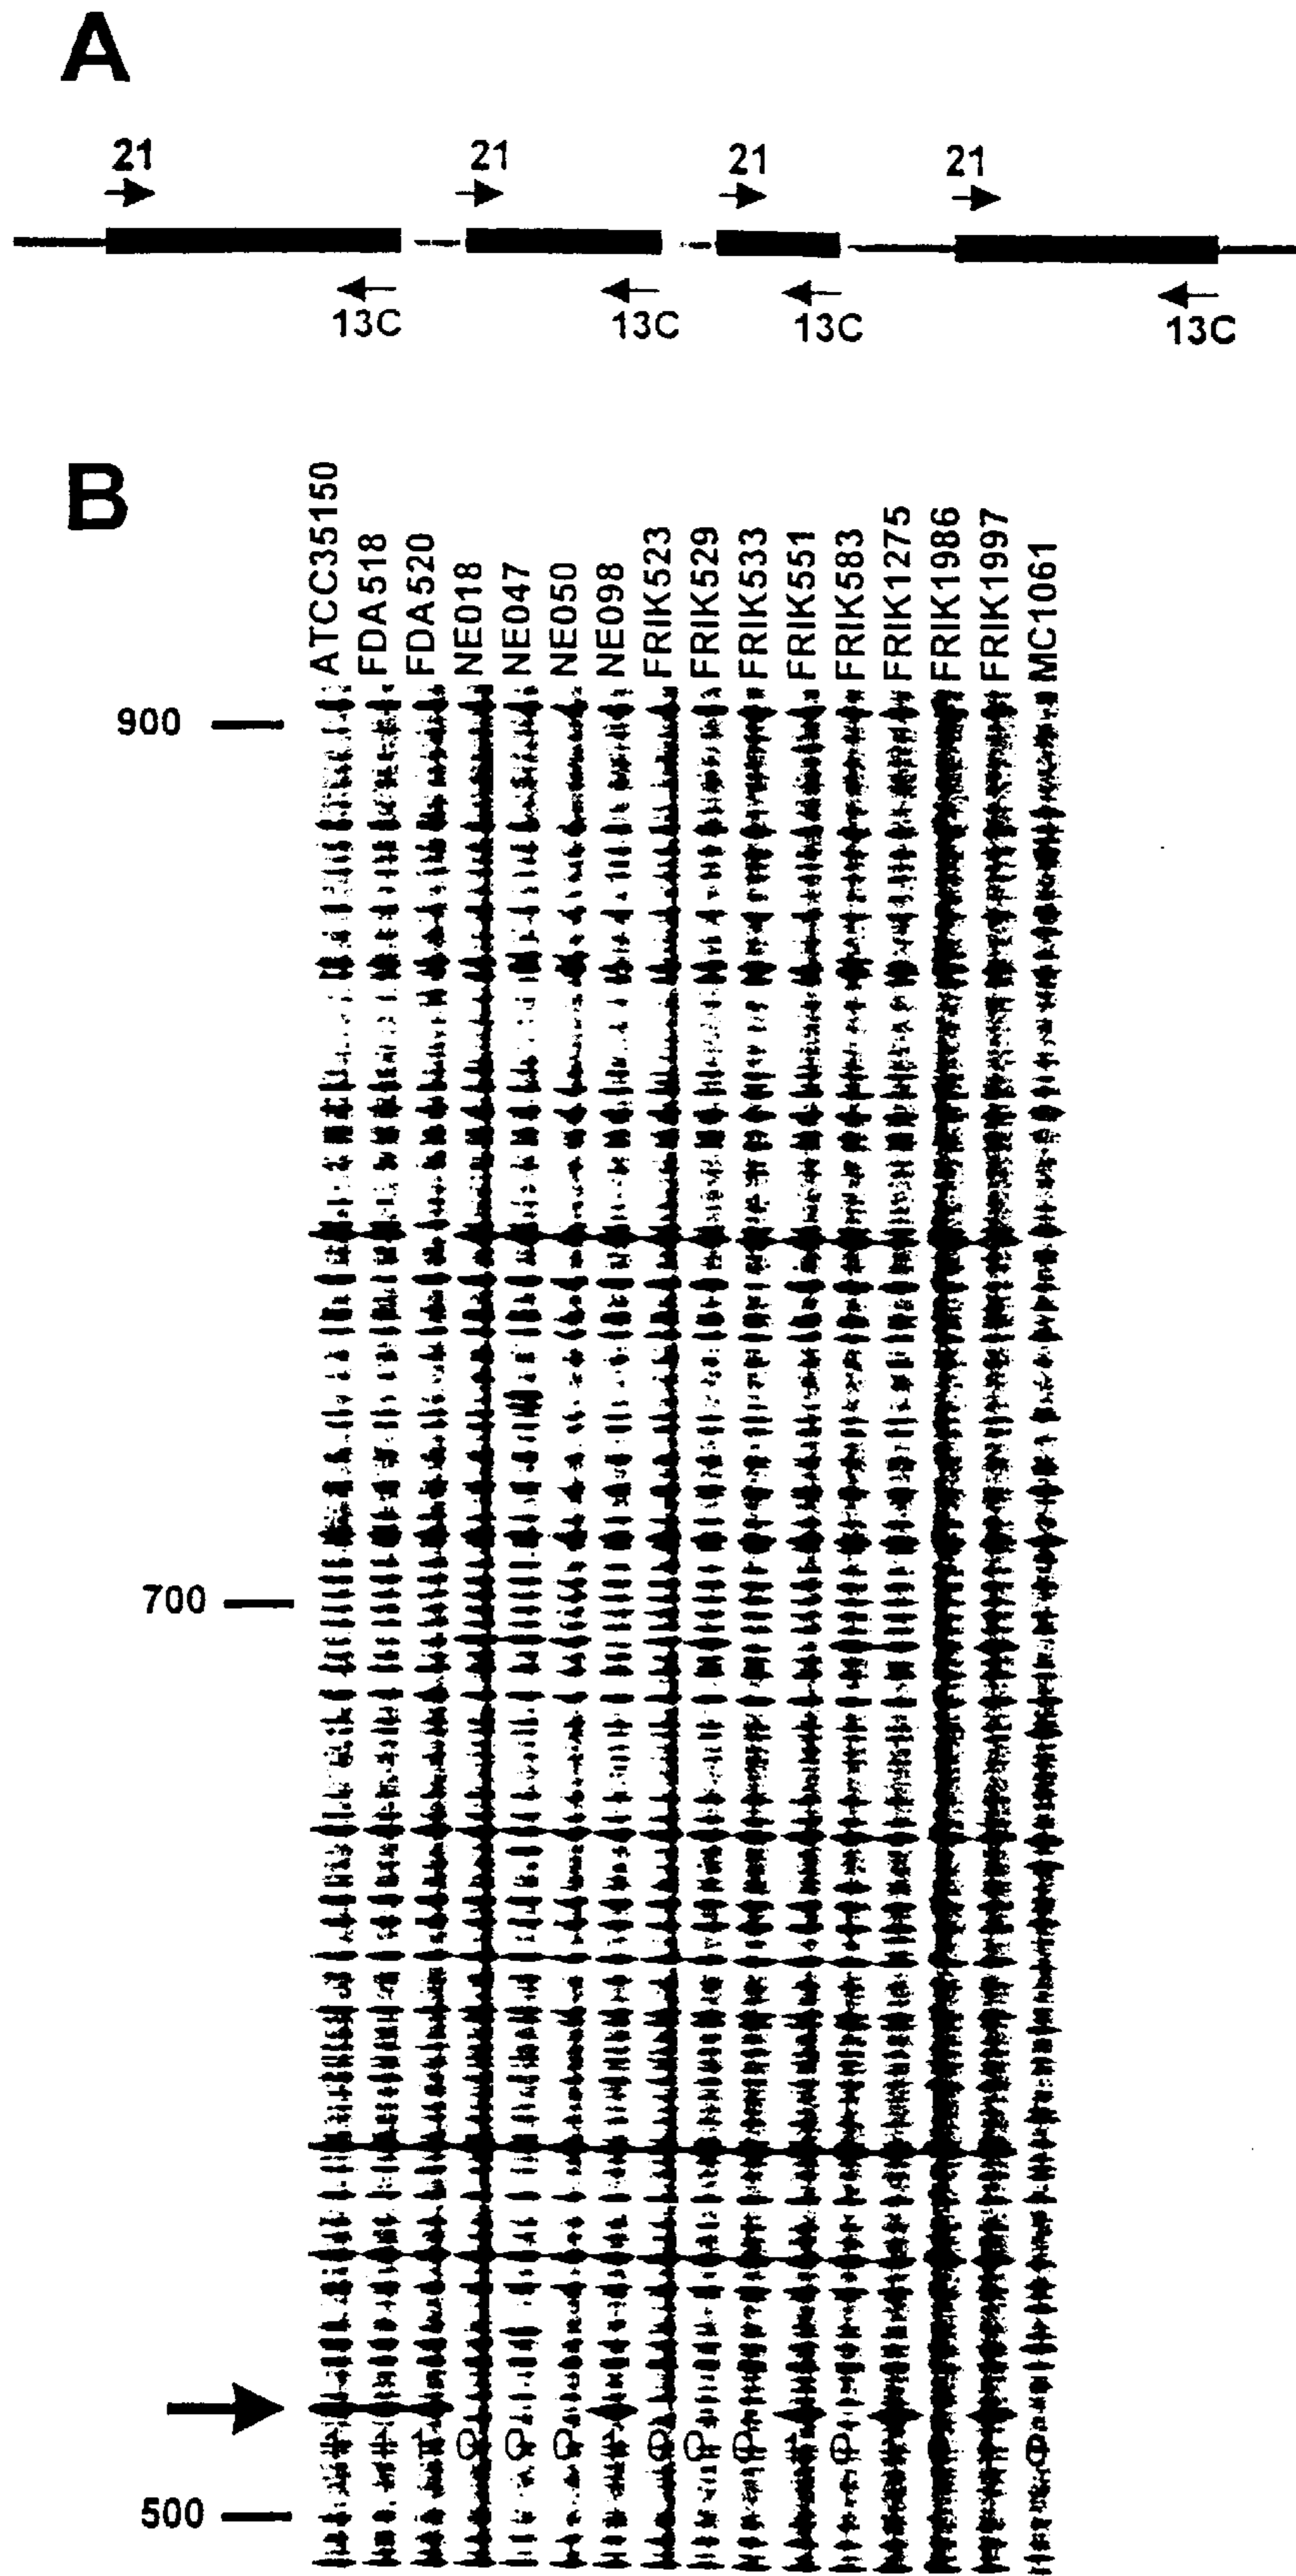 A
21 21 21 21
13C 13C 13C 13C
B
ATCC35150
FDA518
FDA520
NE018
NE047
NE050
NE098
FRIK523
FRIK529
FRIK533
FRIK551
FRIK583
FRIK1275
FRIK1986
FRIK1997
MC1061
900
700
500